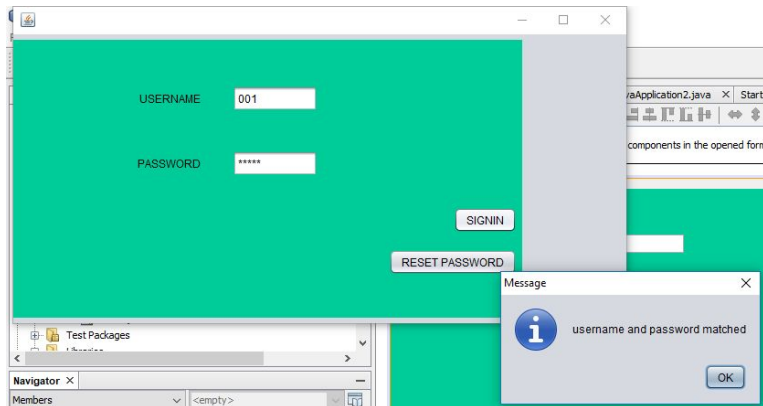 USERNAME 001
PASSWORD *****
SIGNIN
RESET PASSWORD
vaApplication2.java × Start
components in the opened form
Message
username and password matched
OK
Test Packages
Navigator ×
Members
<empty>